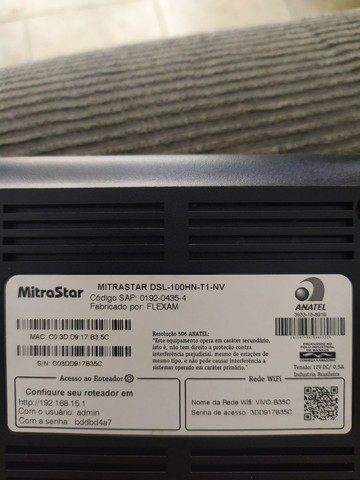 MitraStar
MITRASTAR DSL-100HN-T1-NV
Código SAP: 0192-0435-4
Fabricado por: FLEXAM
ANATEL
MAC: C0:3D:D9:17:B3:5C
S/N: C03DD917B35C
Resolução 506 ANATEL:
"Este equipamento opera em caráter secundário,
isto é, não tem direito a proteção contra
interferência prejudicial, mesmo de estações
de mesmo tipo, e não pode causar interferência a
sistemas operando em caráter primário."
Tensão: 12V DC/ 0.5A
Industria Brasileira
Acesso ao Roteador
Configure seu roteador em
http://192.168.15.1
Com o usuário: admin
Com a senha: bddbd4a7
Rede WiFi
Nome da Rede Wifi: VIVO-B35C
Senha de acesso: 3DD917B35C